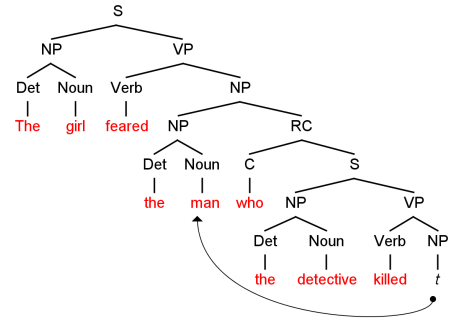 S
NP VP
Det Noun Verb NP
The girl feared NP RC
Det Noun C S
the man who NP VP
Det Noun Verb NP
the detective killed t